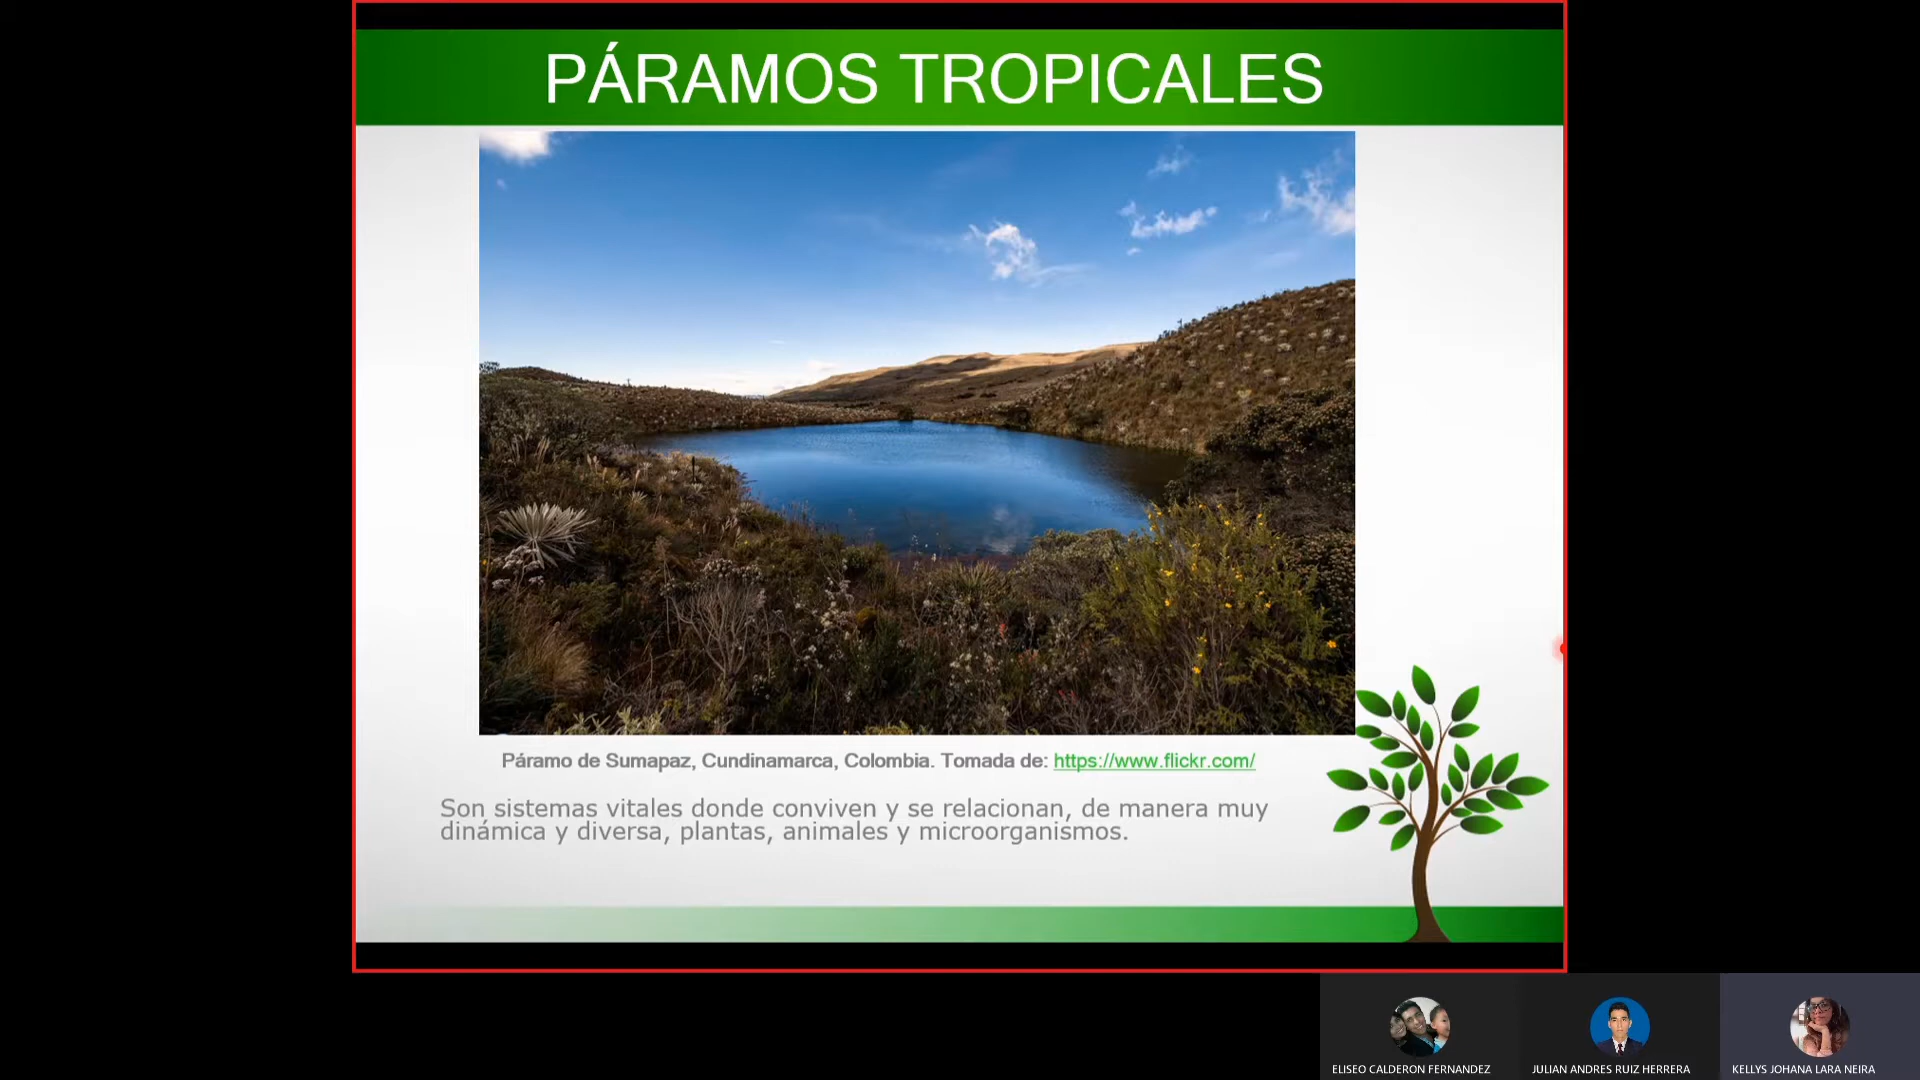 PÁRAMOS TROPICALES
Páramo de Sumapaz, Cundinamarca, Colombia. Tomada de: https://www.flickr.com/
Son sistemas vitales donde conviven y se relacionan, de manera muy
dinámica y diversa, plantas, animales y microorganismos.
ELISEO CALDERON FERNANDEZ
JULIAN ANDRES RUIZ HERRERA
KELLYS JOHANA LARA NEIRA